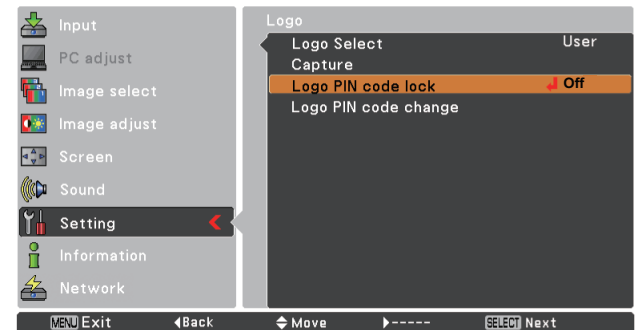 Input
PC adjust
Image select
Image adjust
Screen
Sound
Setting
Information
Network
Logo
Logo Select User
Capture
Logo PIN code lock Off
Logo PIN code change
MENU Exit Back Move ----- SELECT Next